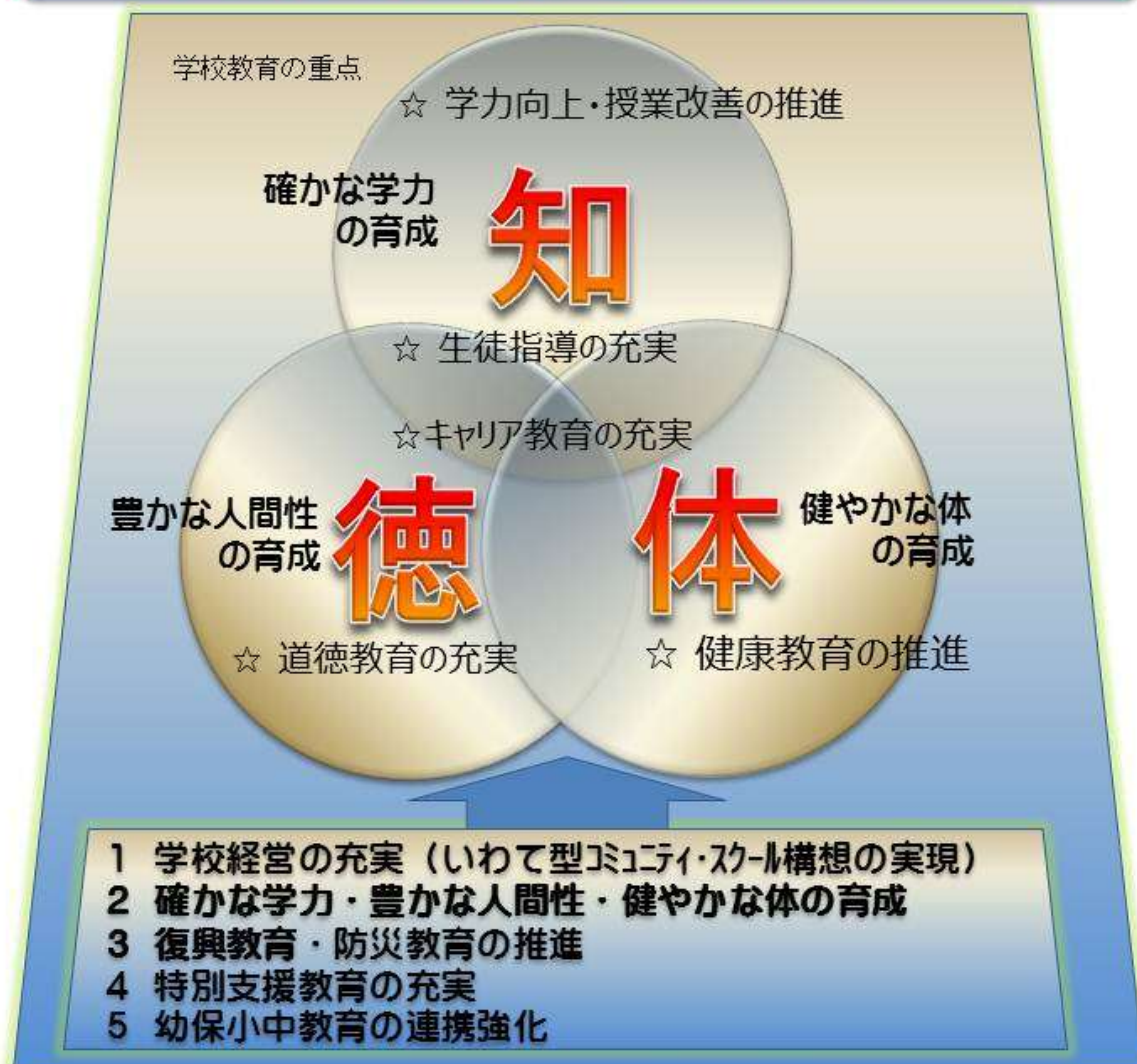 学校教育の重点
☆ 学力向上・授業改善の推進
確かな学力
の育成
知
☆ 生徒指導の充実
☆キャリア教育の充実
豊かな人間性
の育成
徳
体
健やかな体
の育成
☆ 道徳教育の充実
☆ 健康教育の推進
1 学校経営の充実（いわて型コミュニティ・スクール構想の実現）
2 確かな学力・豊かな人間性・健やかな体の育成
3 復興教育・防災教育の推進
4 特別支援教育の充実
5 幼保小中教育の連携強化